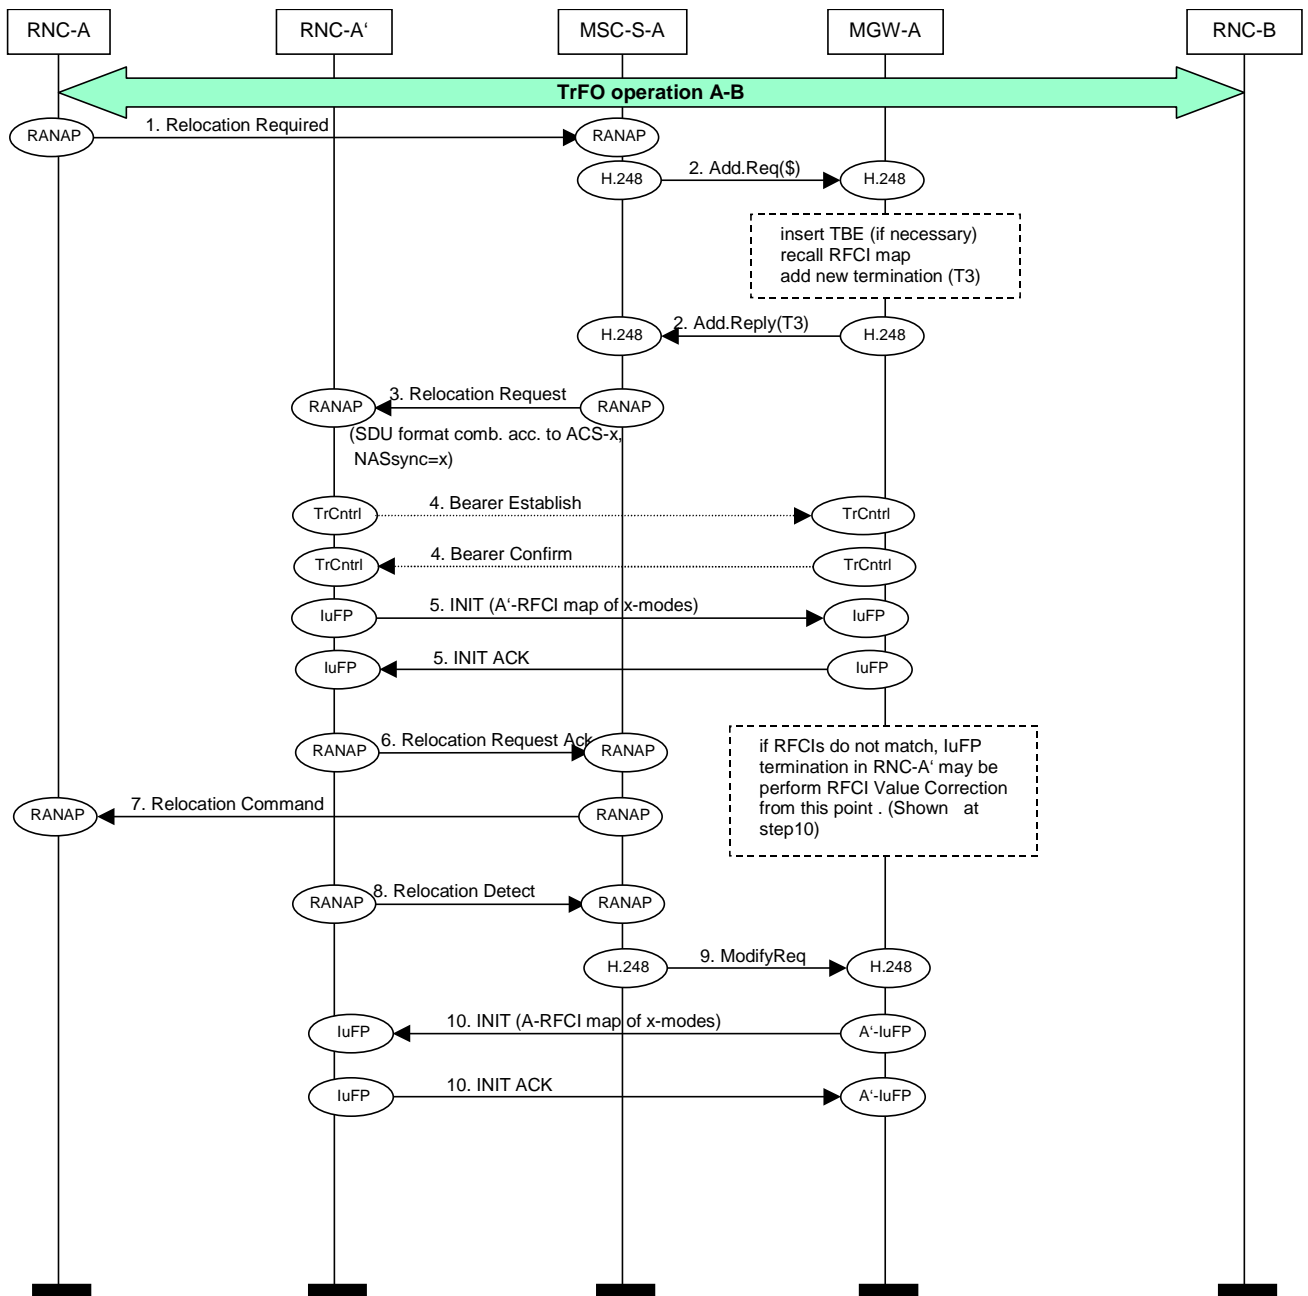 RNC-A
RNC-A‘
MSC-S-A
MGW-A
RNC-B
TrFO operation A-B
1. Relocation Required
RANAP
RANAP
2. Add.Req($)
H.248
H.248
insert TBE (if necessary)
recall RFCI map
add new termination (T3)
2. Add.Reply(T3)
H.248
H.248
3. Relocation Request
RANAP
RANAP
(SDU format comb. acc. to ACS-x,
NASsync=x)
4. Bearer Establish
TrCntrl
TrCntrl
4. Bearer Confirm
TrCntrl
TrCntrl
5. INIT (A‘-RFCI map of x-modes)
IuFP
IuFP
5. INIT ACK
IuFP
IuFP
6. Relocation Request Ack
RANAP
RANAP
if RFCIs do not match, IuFP
termination in RNC-A‘ may be
perform RFCI Value Correction
from this point . (Shown at
step10)
7. Relocation Command
RANAP
RANAP
8. Relocation Detect
RANAP
RANAP
9. ModifyReq
H.248
H.248
10. INIT (A-RFCI map of x-modes)
IuFP
A‘-IuFP
10. INIT ACK
IuFP
A‘-IuFP